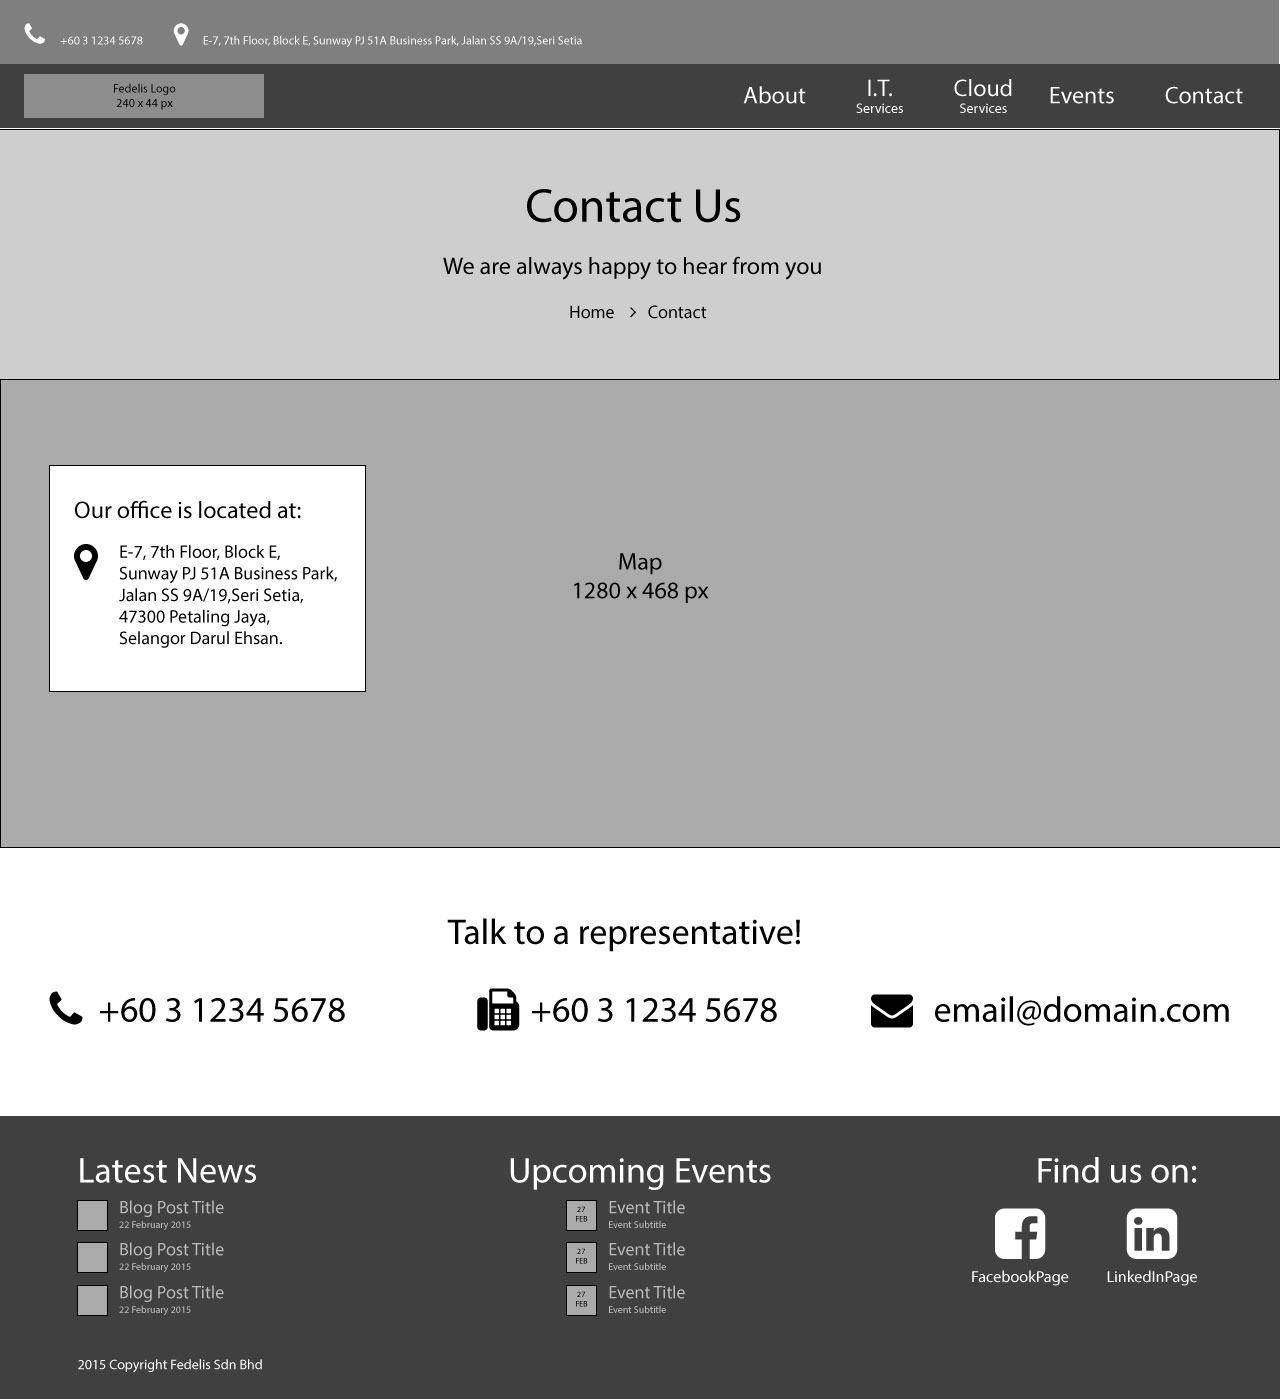 +60 3 1234 5678
E-7, 7th Floor, Block E, Sunway PJ 51A Business Park, Jalan SS 9A/19,Seri Setia
Fedelis Logo
240 x 44 px
About
I.T.
Services
Cloud
Services
Events
Contact
Contact Us
We are always happy to hear from you
Home > Contact
Our office is located at:
E-7, 7th Floor, Block E,
Sunway PJ 51A Business Park,
Jalan SS 9A/19,Seri Setia,
47300 Petaling Jaya,
Selangor Darul Ehsan.
Map
1280 x 468 px
Talk to a representative!
+60 3 1234 5678
+60 3 1234 5678
email@domain.com
Latest News
Blog Post Title
22 February 2015
Blog Post Title
22 February 2015
Blog Post Title
22 February 2015
Upcoming Events
27
FEB
Event Title
Event Subtitle
27
FEB
Event Title
Event Subtitle
27
FEB
Event Title
Event Subtitle
Find us on:
FacebookPage
LinkedInPage
2015 Copyright Fedelis Sdn Bhd